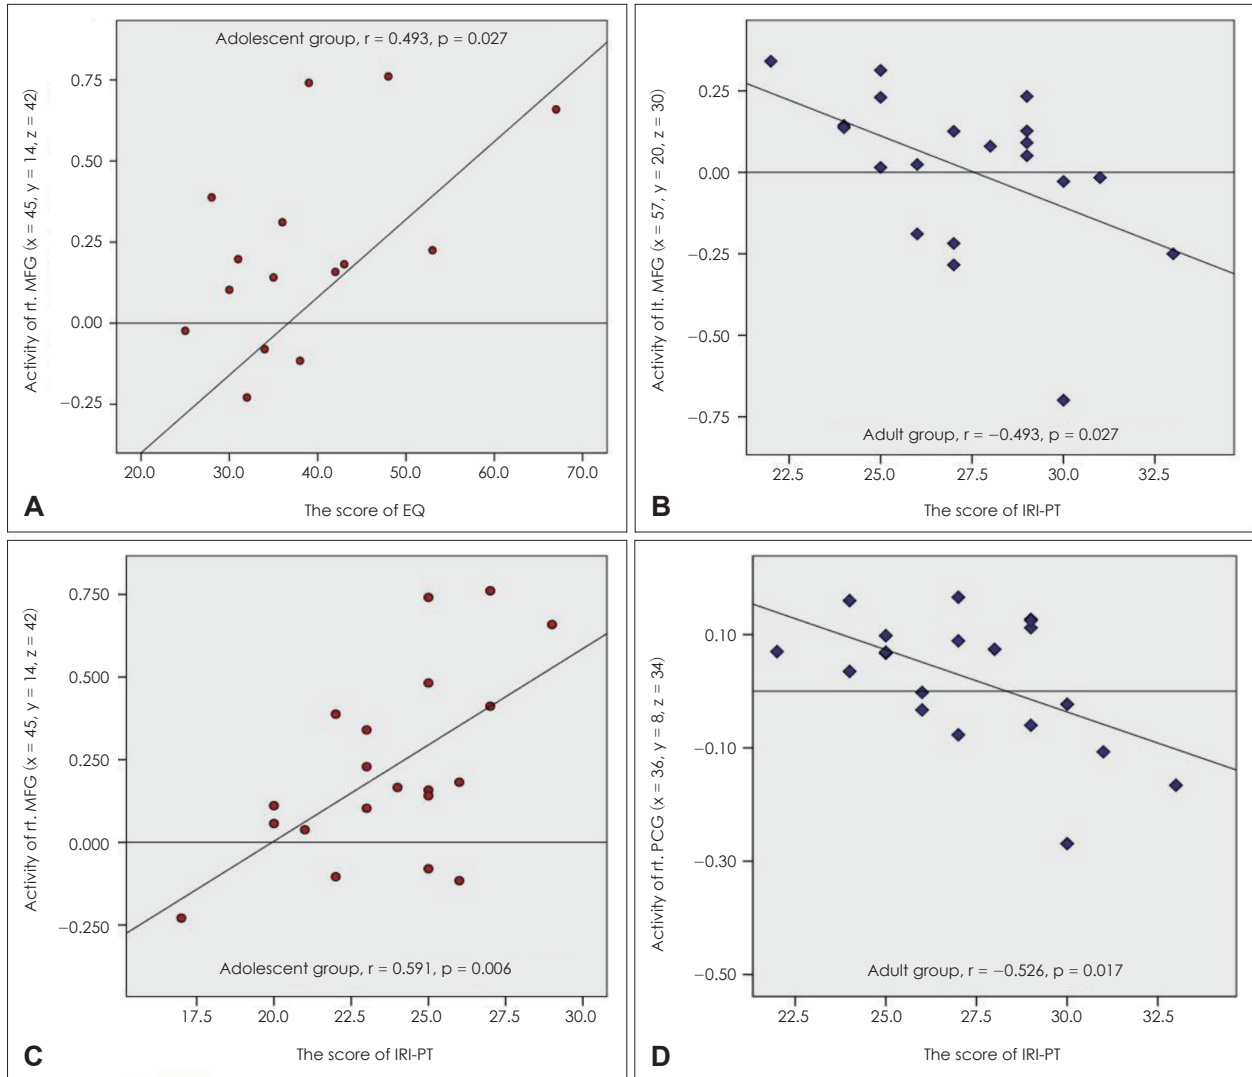 Adolescent group, r = 0.493, p = 0.027
Activity of rt. MFG (x = 45, y = 14, z = 42)
0.75
0.50
0.25
0.00
−0.25
20.0 30.0 40.0 50.0 60.0 70.0
The score of EQ
A
Activity of lt. MFG (x = 57, y = 20, z = 30)
0.25
0.00
−0.25
−0.50
−0.75
Adult group, r = −0.493, p = 0.027
22.5 25.0 27.5 30.0 32.5
The score of IRI-PT
B
Activity of rt. MFG (x = 45, y = 14, z = 42)
0.750
0.500
0.250
0.000
−0.250
Adolescent group, r = 0.591, p = 0.006
17.5 20.0 22.5 25.0 27.5 30.0
The score of IRI-PT
C
Activity of rt. PCG (x = 36, y = 8, z = 34)
0.10
−0.10
−0.30
−0.50
Adult group, r = −0.526, p = 0.017
22.5 25.0 27.5 30.0 32.5
The score of IRI-PT
D